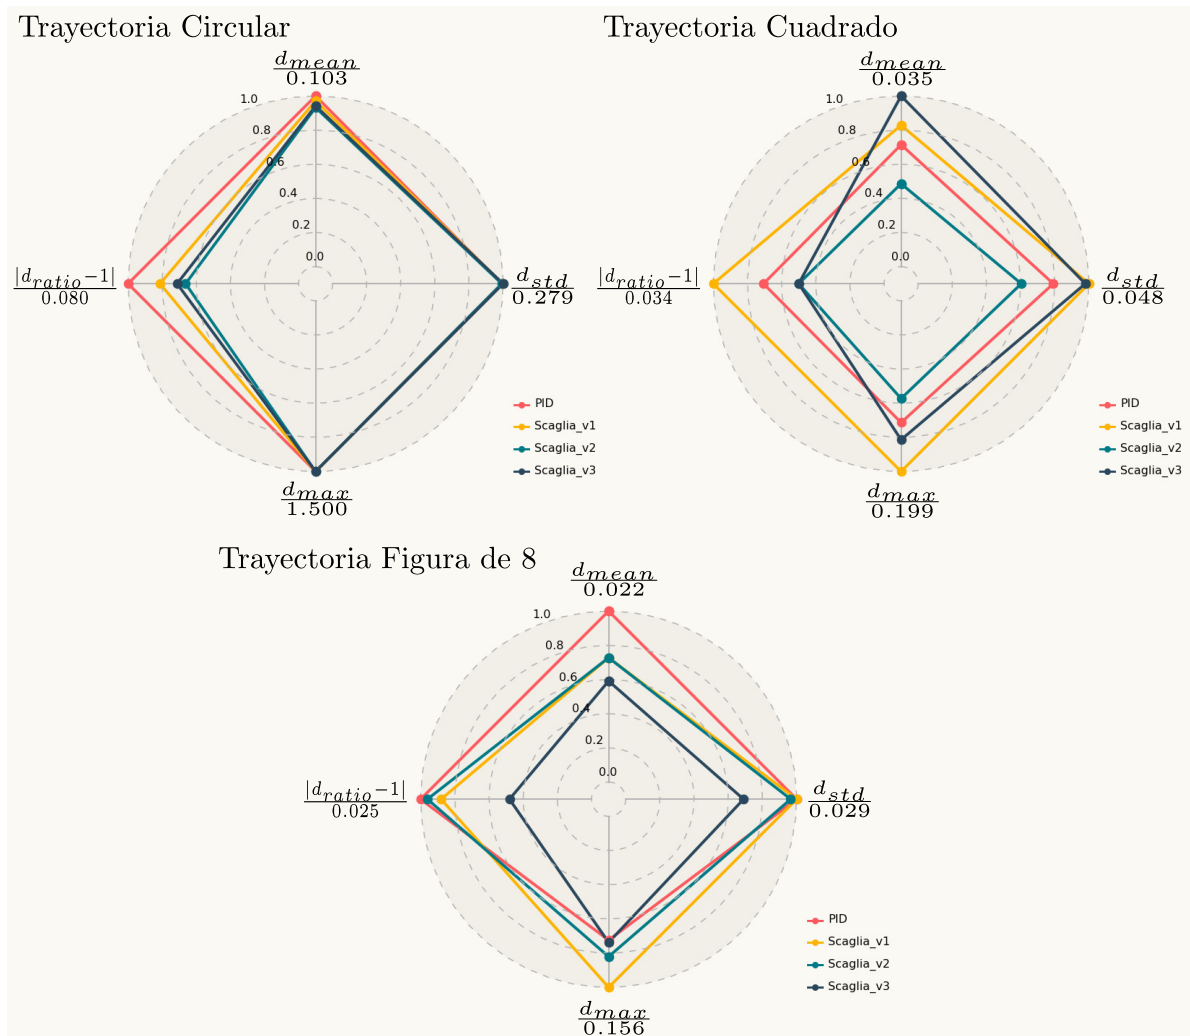 Trayectoria Circular
d_mean
0.103
1.0
0.8
0.6
0.4
0.2
0.0
|d_ratio−1|
0.080
d_std
0.279
PID
Scaglia_v1
Scaglia_v2
Scaglia_v3
d_max
1.500
Trayectoria Cuadrado
d_mean
0.035
1.0
0.8
0.6
0.4
0.2
0.0
|d_ratio−1|
0.034
d_std
0.048
PID
Scaglia_v1
Scaglia_v2
Scaglia_v3
d_max
0.199
Trayectoria Figura de 8
d_mean
0.022
1.0
0.8
0.6
0.4
0.2
0.0
|d_ratio−1|
0.025
d_std
0.029
PID
Scaglia_v1
Scaglia_v2
Scaglia_v3
d_max
0.156